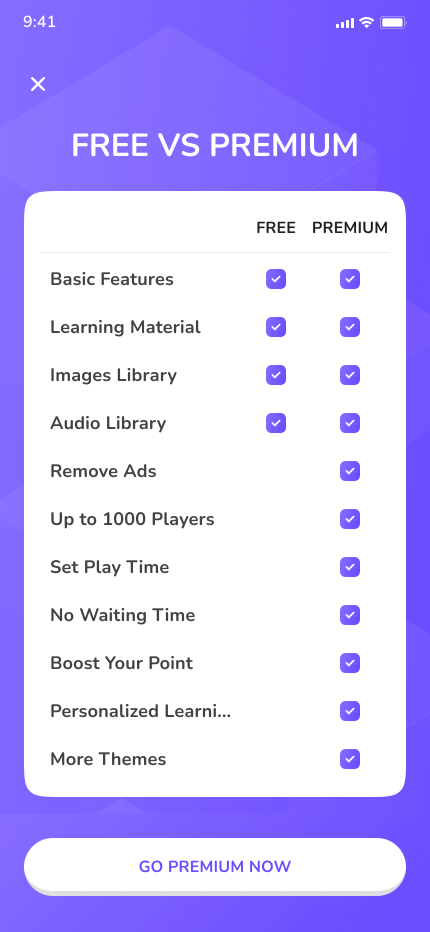 9:41
FREE VS PREMIUM
FREE PREMIUM
Basic Features
Learning Material
Images Library
Audio Library
Remove Ads
Up to 1000 Players
Set Play Time
No Waiting Time
Boost Your Point
Personalized Learni...
More Themes
GO PREMIUM NOW